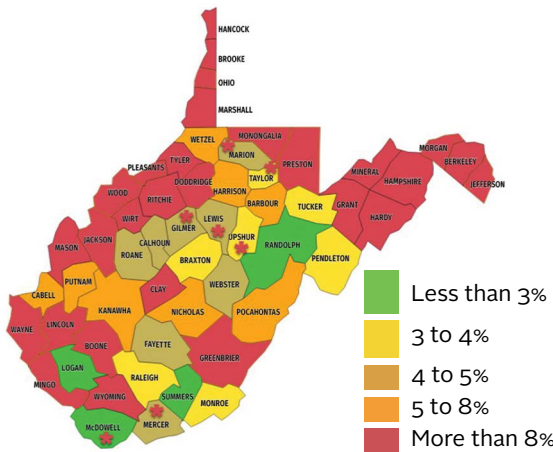 HANCOCK
BROOKE
OHIO
MARSHALL
WETZEL
MONONGALIA
MARION
PRESTON
MORGAN
BERKELEY
JEFFERSON
TYLER
PLEASANTS
TAYLOR
MINERAL
HAMPSHIRE
DODDRIDGE
HARRISON
WOOD
RITCHIE
BARBOUR
TUCKER
GRANT
HARDY
WIRT
LEWIS
GILMER
UPSHUR
RANDOLPH
MASON
JACKSON
CALHOUN
ROANE
BRAXTON
PENDLETON
WEBSTER
PUTNAM
CLAY
CABELL
KANAWHA
NICHOLAS
POCAHONTAS
WAYNE
LINCOLN
BOONE
FAYETTE
GREENBRIER
LOGAN
MINGO
RALEIGH
WYOMING
SUMMERS
MONROE
McDOWELL
MERCER
Less than 3%
3 to 4%
4 to 5%
5 to 8%
More than 8%